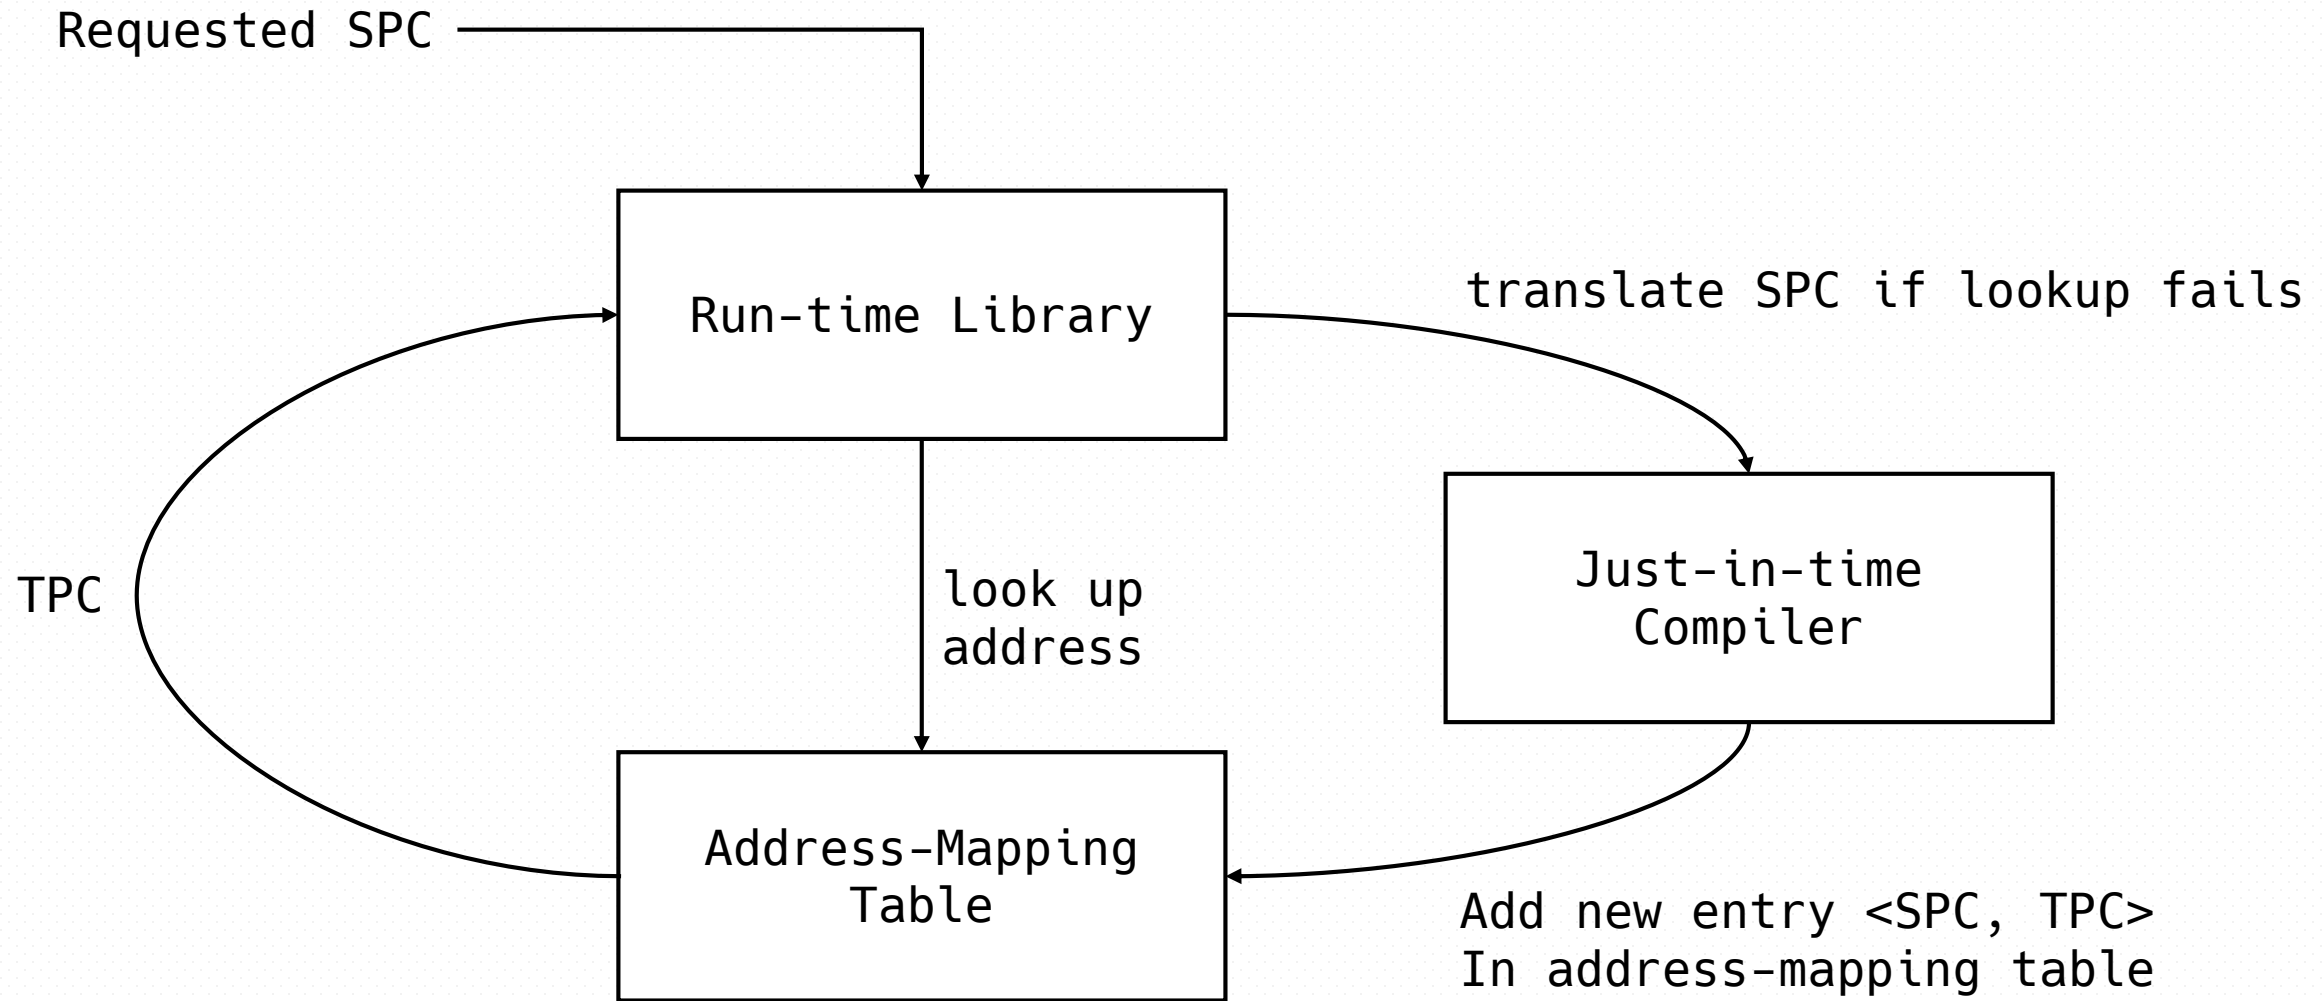 Requested SPC
Run-time Library
translate SPC if lookup fails
Just-in-time
Compiler
TPC
look up
address
Address-Mapping
Table
Add new entry <SPC, TPC>
In address-mapping table